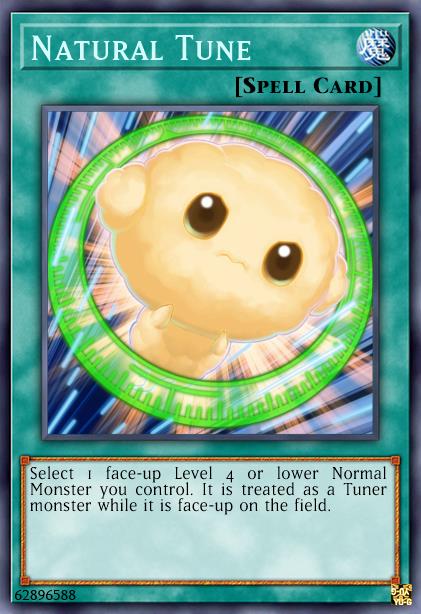 Natural Tune
魔
[Spell Card]
Select 1 face-up Level 4 or lower Normal
Monster you control. It is treated as a Tuner
monster while it is face-up on the field.
62896588